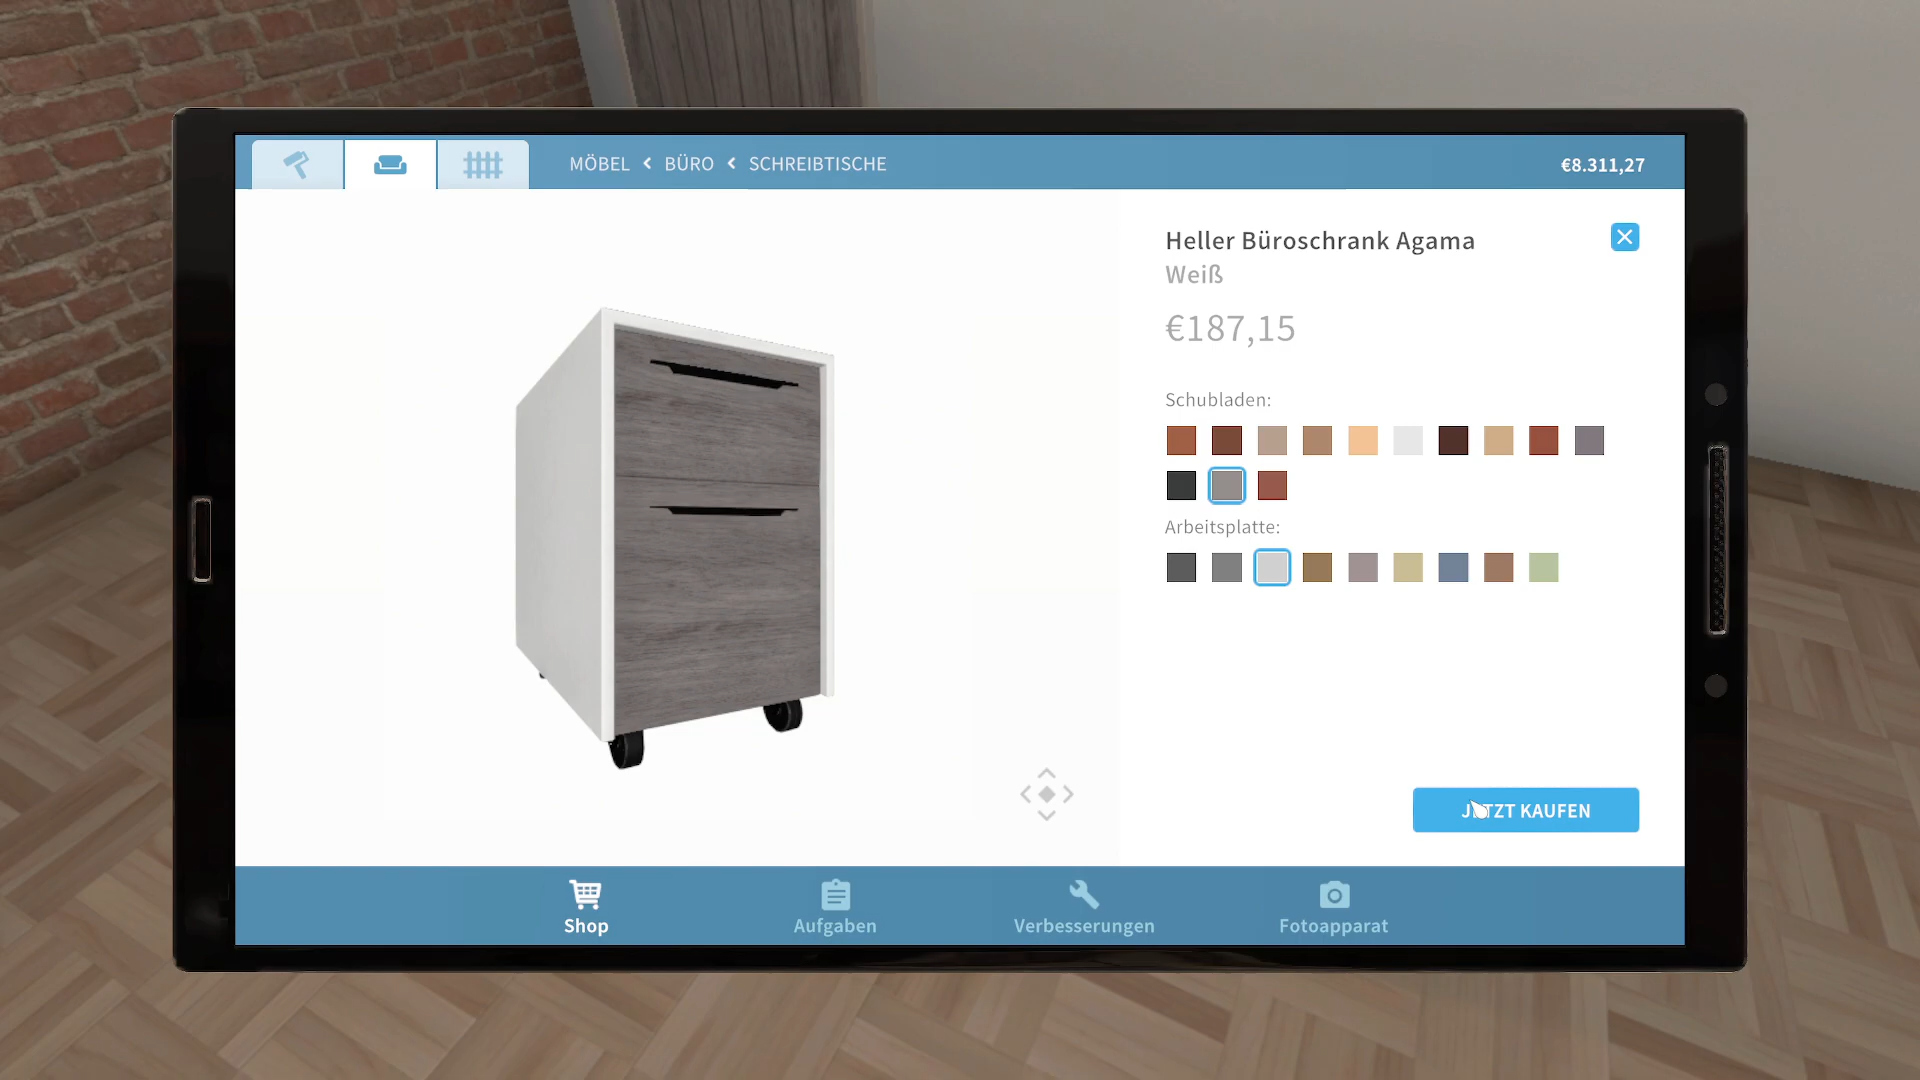 MÖBEL < BÜRO < SCHREIBTISCHE
€8.311,27
Heller Büroschrank Agama
Weiß
€187,15
Schubladen:
Arbeitsplatte:
JETZT KAUFEN
Shop
Aufgaben
Verbesserungen
Fotoapparat